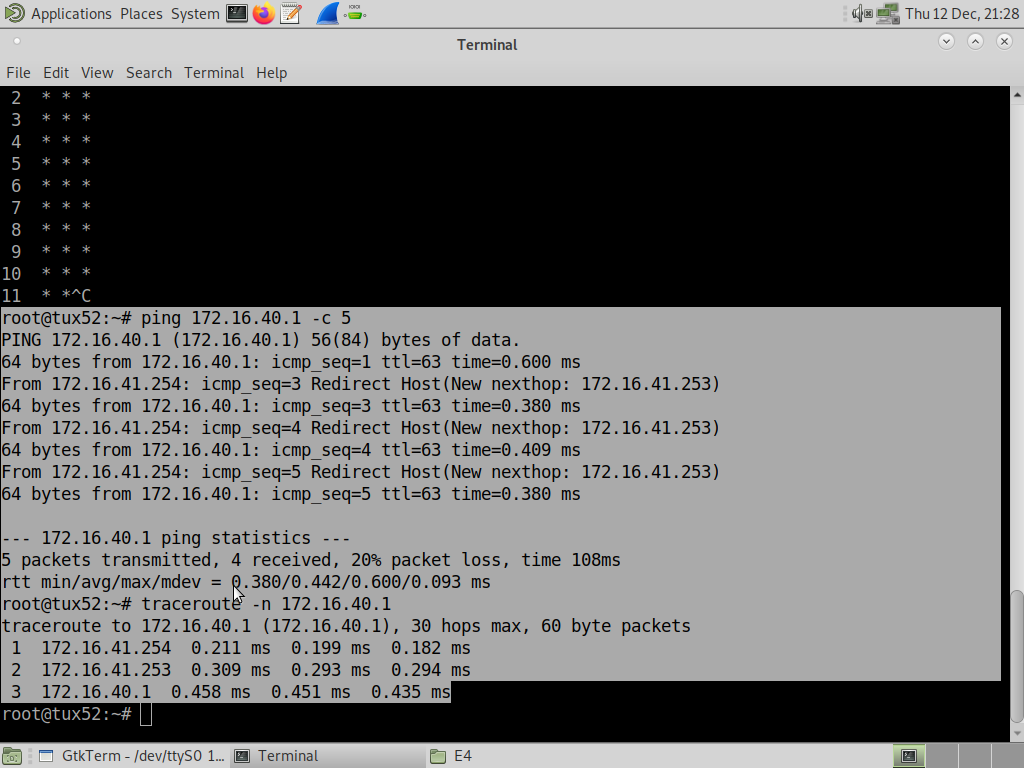 Applications Places System Thu 12 Dec, 21:28
Terminal
File Edit View Search Terminal Help
2 * * *
3 * * *
4 * * *
5 * * *
6 * * *
7 * * *
8 * * *
9 * * *
10 * * *
11 * *^C
root@tux52:~# ping 172.16.40.1 -c 5
PING 172.16.40.1 (172.16.40.1) 56(84) bytes of data.
64 bytes from 172.16.40.1: icmp_seq=1 ttl=63 time=0.600 ms
From 172.16.41.254: icmp_seq=3 Redirect Host(New nexthop: 172.16.41.253)
64 bytes from 172.16.40.1: icmp_seq=3 ttl=63 time=0.380 ms
From 172.16.41.254: icmp_seq=4 Redirect Host(New nexthop: 172.16.41.253)
64 bytes from 172.16.40.1: icmp_seq=4 ttl=63 time=0.409 ms
From 172.16.41.254: icmp_seq=5 Redirect Host(New nexthop: 172.16.41.253)
64 bytes from 172.16.40.1: icmp_seq=5 ttl=63 time=0.380 ms
--- 172.16.40.1 ping statistics ---
5 packets transmitted, 4 received, 20% packet loss, time 108ms
rtt min/avg/max/mdev = 0.380/0.442/0.600/0.093 ms
root@tux52:~# traceroute -n 172.16.40.1
traceroute to 172.16.40.1 (172.16.40.1), 30 hops max, 60 byte packets
1 172.16.41.254 0.211 ms 0.199 ms 0.182 ms
2 172.16.41.253 0.309 ms 0.293 ms 0.294 ms
3 172.16.40.1 0.458 ms 0.451 ms 0.435 ms
root@tux52:~#
GtkTerm - /dev/ttyS0 1... Terminal E4